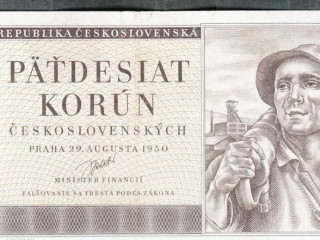 REPUBLIKA ČESKOSLOVENSKÁ
PÄŤDESIAT
KORÚN
ČESKOSLOVENSKÝCH
PRAHA 29. AUGUSTA 1950
MINISTER FINANCIÍ
FALŠOVANIE SA TRESTÁ PODĽA ZÁKONA